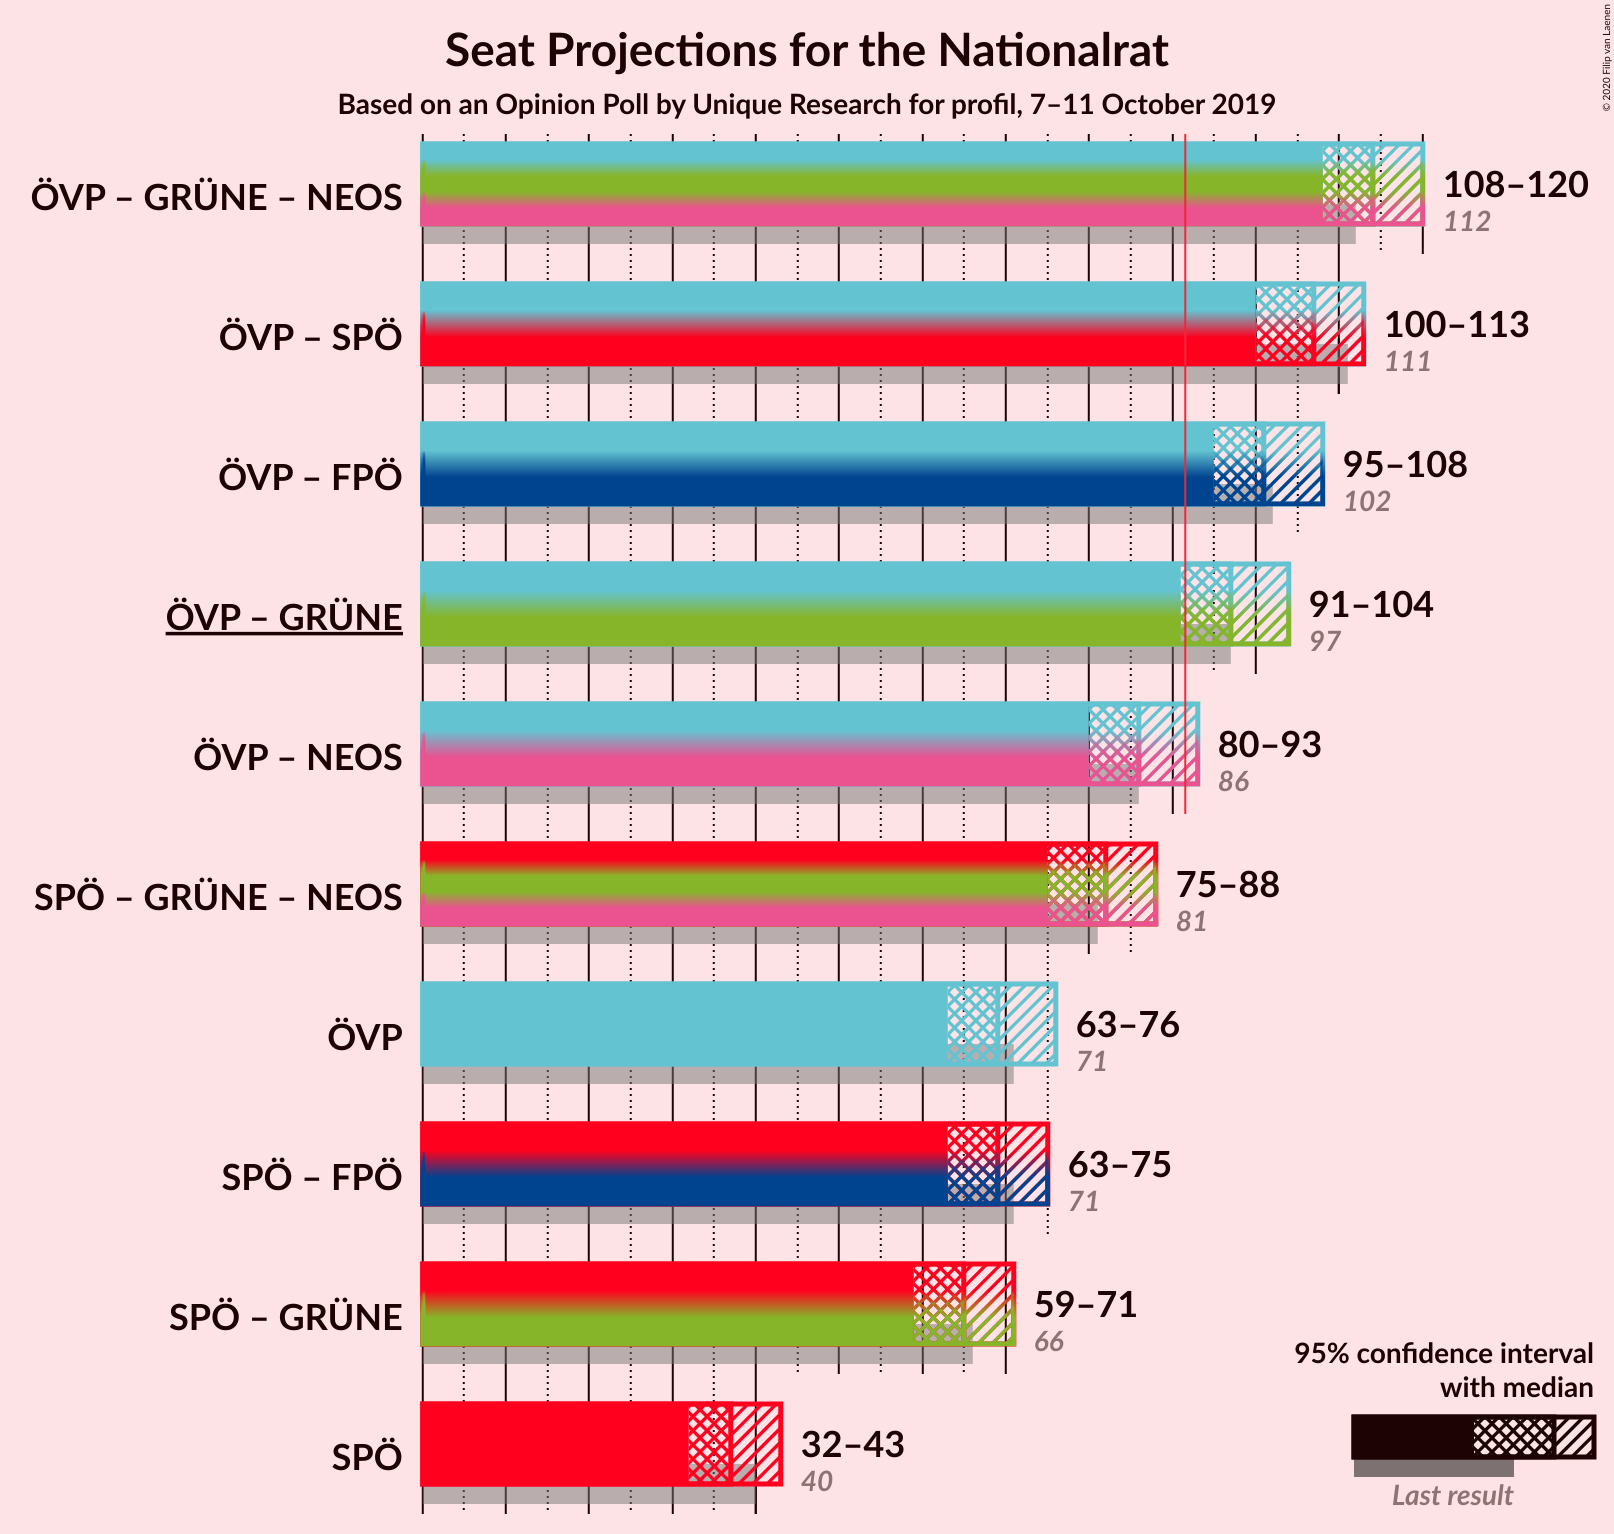 Seat Projections for the Nationalrat
Based on an Opinion Poll by Unique Research for profil, 7–11 October 2019
© 2020 Filip van Laenen
ÖVP – GRÜNE – NEOS
108–120
112
ÖVP – SPÖ
100–113
111
ÖVP – FPÖ
95–108
102
ÖVP – GRÜNE
91–104
97
ÖVP – NEOS
80–93
86
SPÖ – GRÜNE – NEOS
75–88
81
ÖVP
63–76
71
SPÖ – FPÖ
63–75
71
SPÖ – GRÜNE
59–71
66
SPÖ
32–43
40
95% confidence interval
with median
Last result